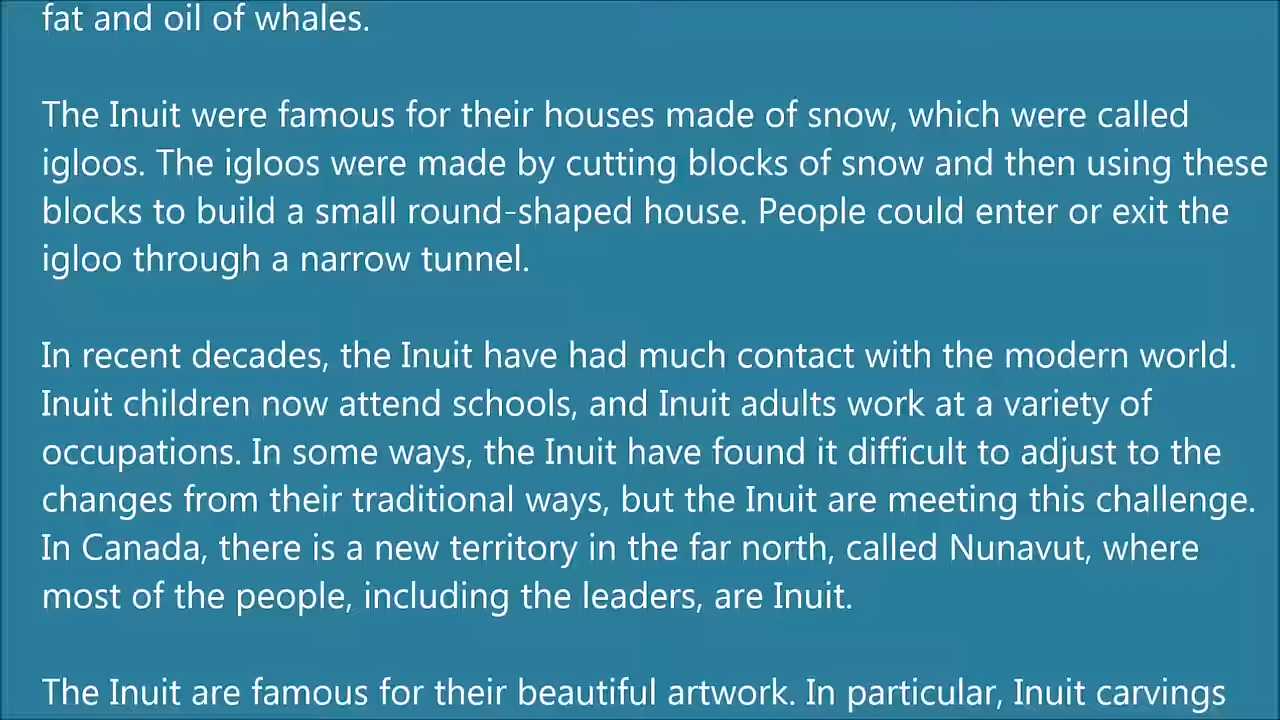 fat and oil of whales.
The Inuit were famous for their houses made of snow, which were called
igloos. The igloos were made by cutting blocks of snow and then using these
blocks to build a small round-shaped house. People could enter or exit the
igloo through a narrow tunnel.
In recent decades, the Inuit have had much contact with the modern world.
Inuit children now attend schools, and Inuit adults work at a variety of
occupations. In some ways, the Inuit have found it difficult to adjust to the
changes from their traditional ways, but the Inuit are meeting this challenge.
In Canada, there is a new territory in the far north, called Nunavut, where
most of the people, including the leaders, are Inuit.
The Inuit are famous for their beautiful artwork. In particular, Inuit carvings